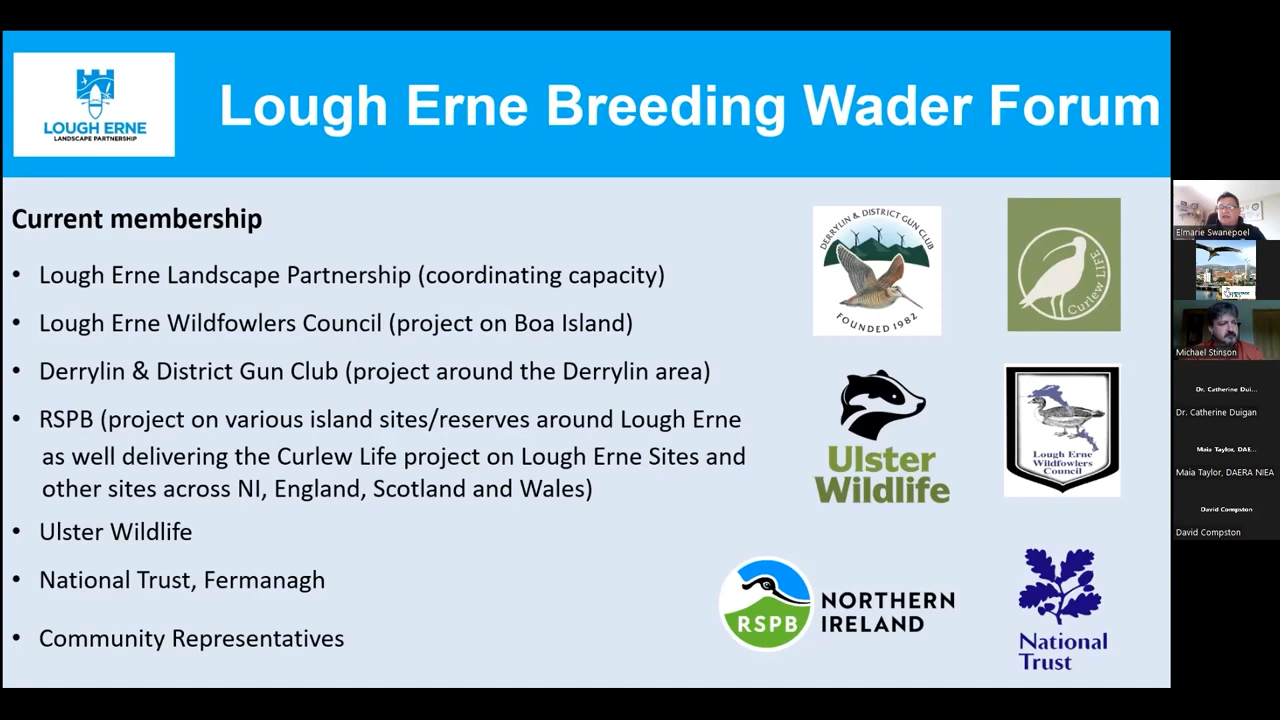 LOUGH ERNE
LANDSCAPE PARTNERSHIP
Lough Erne Breeding Wader Forum
Current membership
• Lough Erne Landscape Partnership (coordinating capacity)
• Lough Erne Wildfowlers Council (project on Boa Island)
• Derrylin & District Gun Club (project around the Derrylin area)
• RSPB (project on various island sites/reserves around Lough Erne
as well delivering the Curlew Life project on Lough Erne Sites and
other sites across NI, England, Scotland and Wales)
• Ulster Wildlife
• National Trust, Fermanagh
• Community Representatives
DERRYLIN & DISTRICT GUN CLUB
FOUNDED 1982
Curlew LIFE
Ulster
Wildlife
Lough Erne
Wildfowlers
Council
RSPB
NORTHERN
IRELAND
National
Trust
Elmarie Swanepoel
Michael Stinson
Dr. Catherine Dui...
Dr. Catherine Duigan
Maia Taylor, DAE...
Maia Taylor, DAERA NIEA
David Compston
David Compston